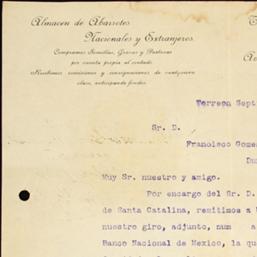 Almacen de Abarrotes
Nacionales y Extranjeros.
Compramos Semillas, Grasas y Pasturas
por cuenta propia al contado.
Recibimos comisiones y consignaciones de cualquiera
clase, anticipando fondos.
Torreon Sept
Sr. D.
Francisco Gome
Du
Muy Sr. nuestro y amigo.
Por encargo del Sr. D.
de Santa Catalina, remitimos a
nuestro giro, adjunto, num a
Banco Nacional de Mexico, la qu